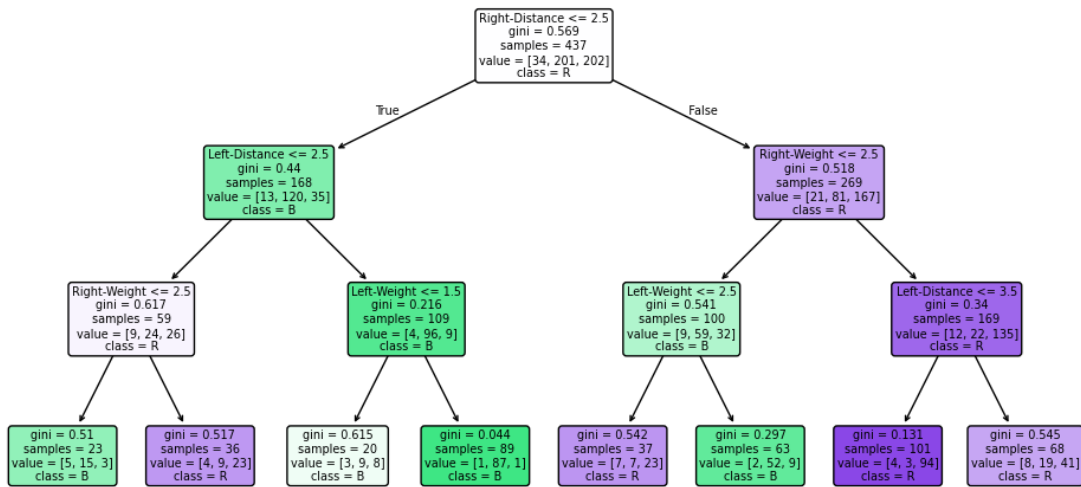 Right-Distance <= 2.5
gini = 0.569
samples = 437
value = [34, 201, 202]
class = R
True
False
Left-Distance <= 2.5
gini = 0.44
samples = 168
value = [13, 120, 35]
class = B
Right-Weight <= 2.5
gini = 0.518
samples = 269
value = [21, 81, 167]
class = R
Right-Weight <= 2.5
gini = 0.617
samples = 59
value = [9, 24, 26]
class = R
Left-Weight <= 1.5
gini = 0.216
samples = 109
value = [4, 96, 9]
class = B
Left-Weight <= 2.5
gini = 0.541
samples = 100
value = [9, 59, 32]
class = B
Left-Distance <= 3.5
gini = 0.34
samples = 169
value = [12, 22, 135]
class = R
gini = 0.51
samples = 23
value = [5, 15, 3]
class = B
gini = 0.517
samples = 36
value = [4, 9, 23]
class = R
gini = 0.615
samples = 20
value = [3, 9, 8]
class = B
gini = 0.044
samples = 89
value = [1, 87, 1]
class = B
gini = 0.542
samples = 37
value = [7, 7, 23]
class = R
gini = 0.297
samples = 63
value = [2, 52, 9]
class = B
gini = 0.131
samples = 101
value = [4, 3, 94]
class = R
gini = 0.545
samples = 68
value = [8, 19, 41]
class = R